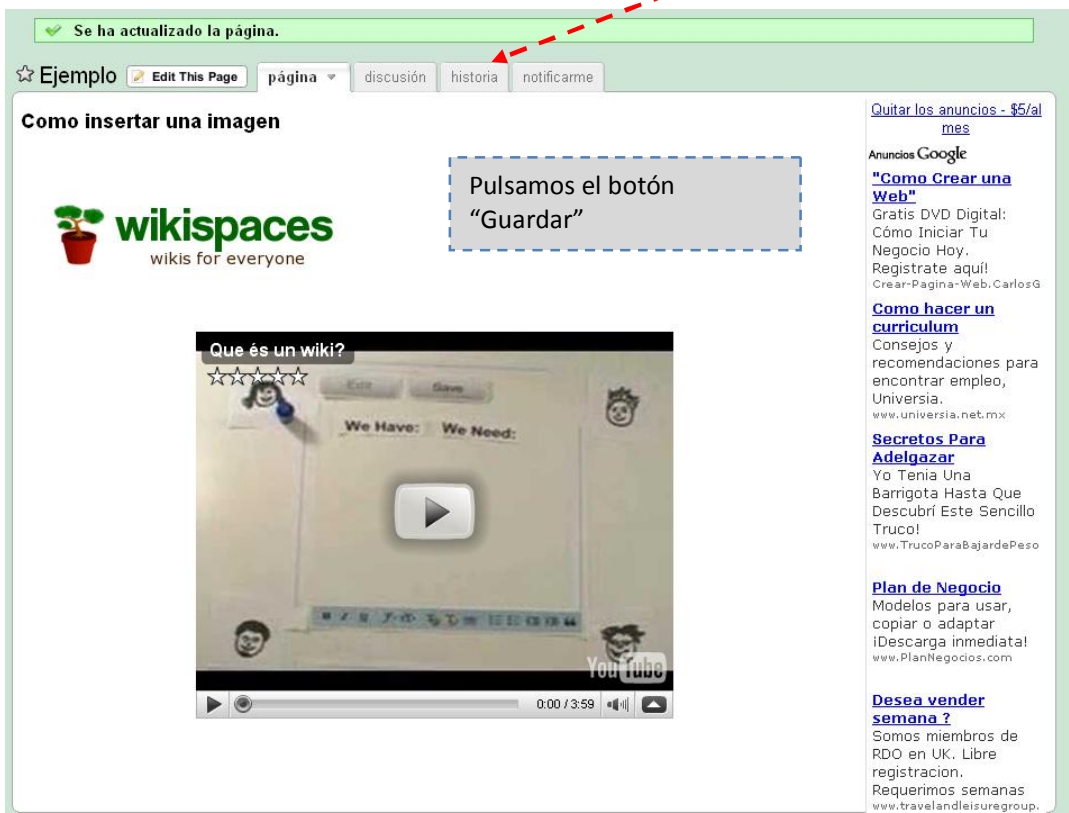 Se ha actualizado la página.
Ejemplo Edit This Page página discusión historia notificarme
Como insertar una imagen
Pulsamos el botón
“Guardar”
wikispaces
wikis for everyone
Que és un wiki?
Edit Save
We Have: We Need:
YouTube
0:00 / 3:59
Quitar los anuncios - $5/al
mes
Anuncios Google
"Como Crear una
Web"
Gratis DVD Digital:
Cómo Iniciar Tu
Negocio Hoy.
Registrate aquí!
Crear-Pagina-Web.CarlosG
Como hacer un
curriculum
Consejos y
recomendaciones para
encontrar empleo,
Universia.
www.universia.net.mx
Secretos Para
Adelgazar
Yo Tenia Una
Barrigota Hasta Que
Descubrí Este Sencillo
Truco!
www.TrucoParaBajardePeso
Plan de Negocio
Modelos para usar,
copiar o adaptar
¡Descarga inmediata!
www.PlanNegocios.com
Desea vender
semana ?
Somos miembros de
RDO en UK. Libre
registracion.
Requerimos semanas
www.travelandleisuregroup.